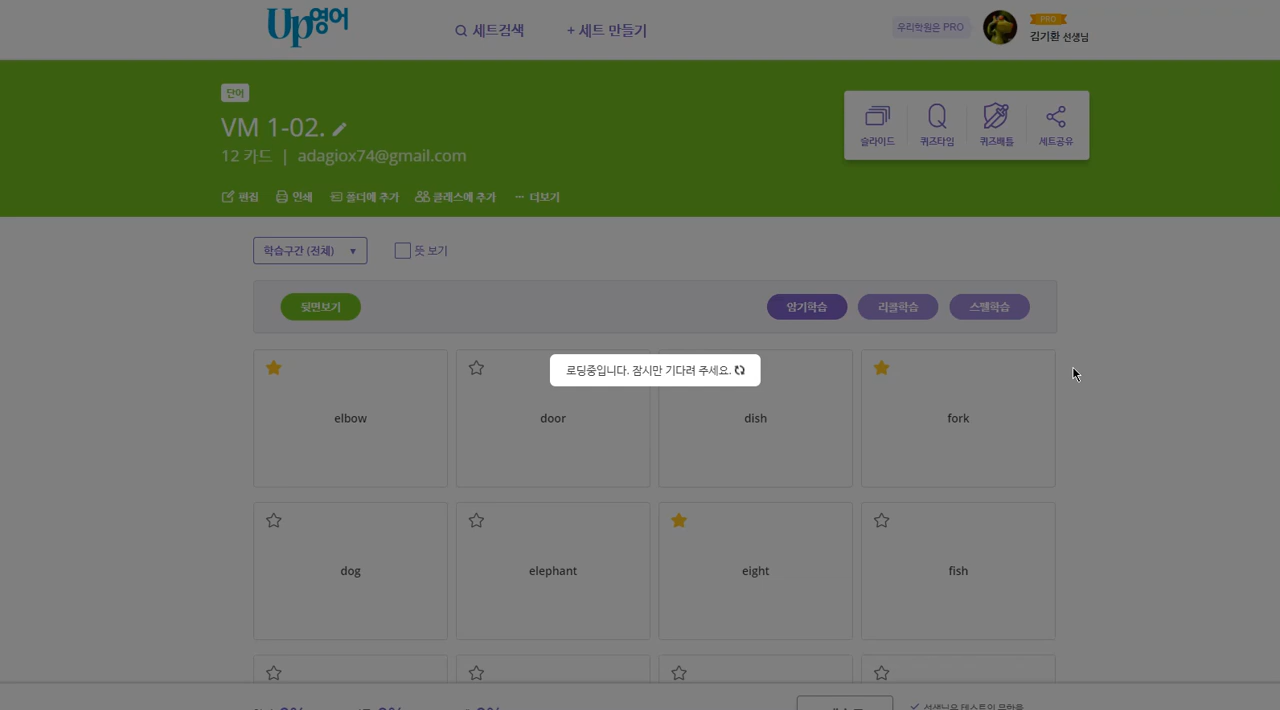 Up영어
세트검색
+ 세트 만들기
우리학원은 PRO
PRO
김기환 선생님
단어
VM 1-02.
12 카드 | adagiox74@gmail.com
슬라이드
퀴즈타임
퀴즈배틀
세트공유
편집
인쇄
폴더에 추가
클래스에 추가
더보기
학습구간 (전체) ▼
뜻 보기
뒷면보기
암기학습
리콜학습
스펠학습
로딩중입니다. 잠시만 기다려 주세요.
elbow
door
dish
fork
dog
elephant
eight
fish